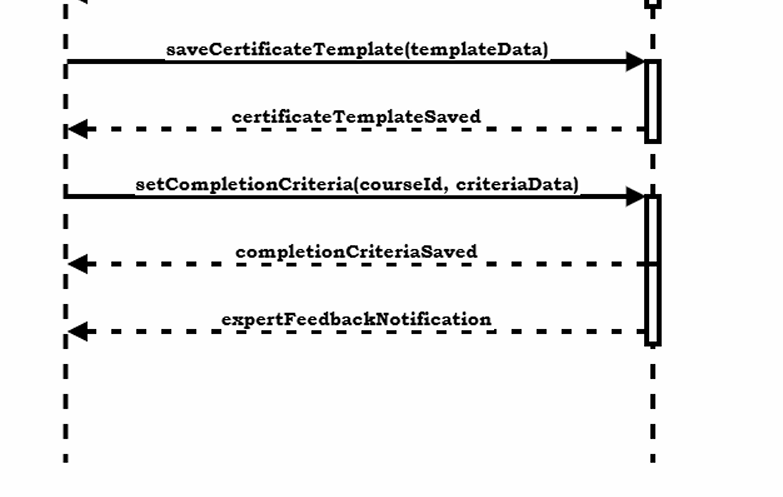 saveCertificateTemplate(templateData)
certificateTemplateSaved
setCompletionCriteria(courseId, criteriaData)
completionCriteriaSaved
expertFeedbackNotification